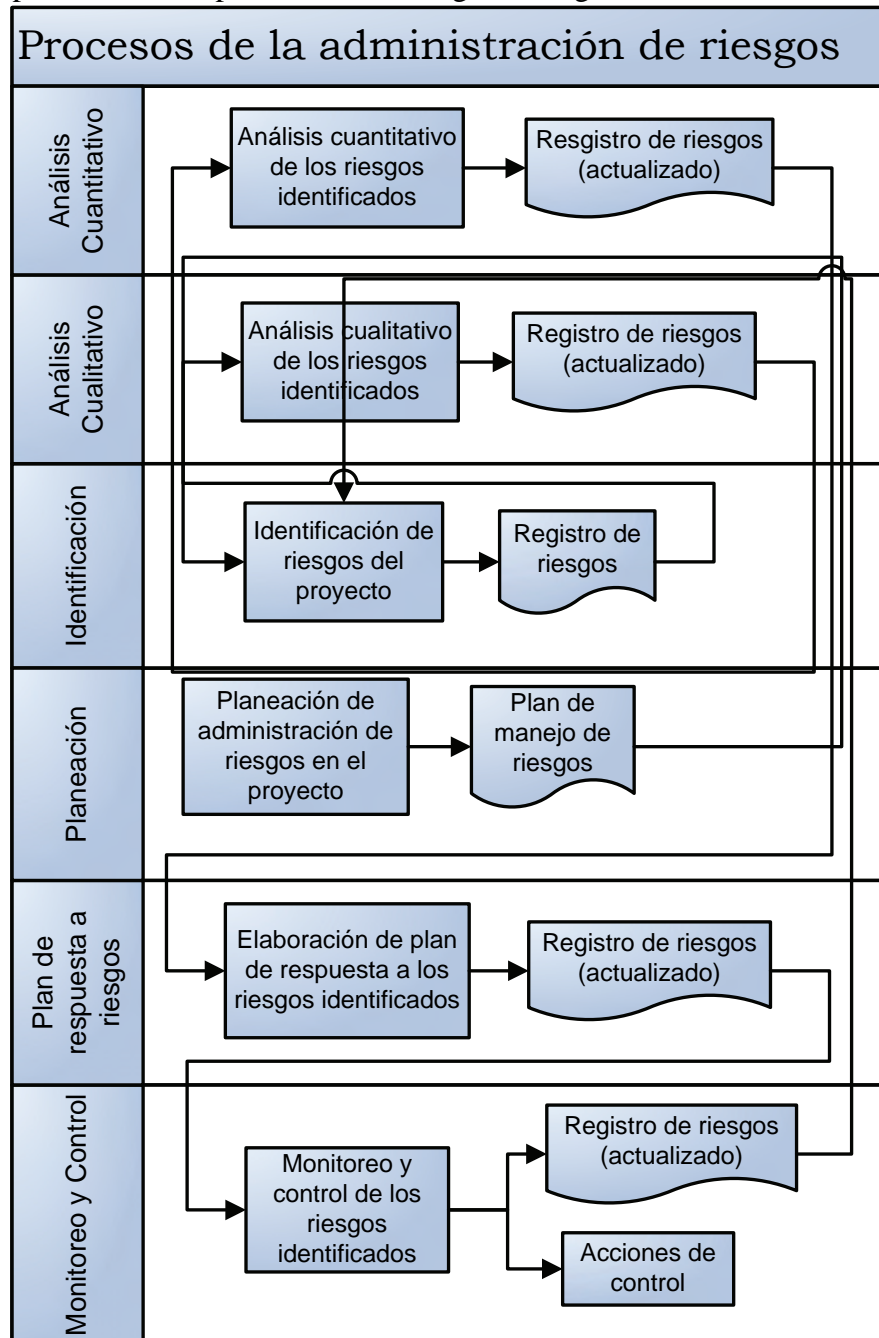 Procesos de la administración de riesgos
Análisis
Cuantitativo
Análisis cuantitativo
de los riesgos
identificados
Resgistro de riesgos
(actualizado)
Análisis
Cualitativo
Análisis cualitativo
de los riesgos
identificados
Registro de riesgos
(actualizado)
Identificación
Identificación de
riesgos del
proyecto
Registro de
riesgos
Planeación
Planeación de
administración de
riesgos en el
proyecto
Plan de
manejo de
riesgos
Plan de
respuesta a
riesgos
Elaboración de plan
de respuesta a los
riesgos identificados
Registro de riesgos
(actualizado)
Monitoreo y Control
Monitoreo y
control de los
riesgos
identificados
Registro de riesgos
(actualizado)
Acciones de
control